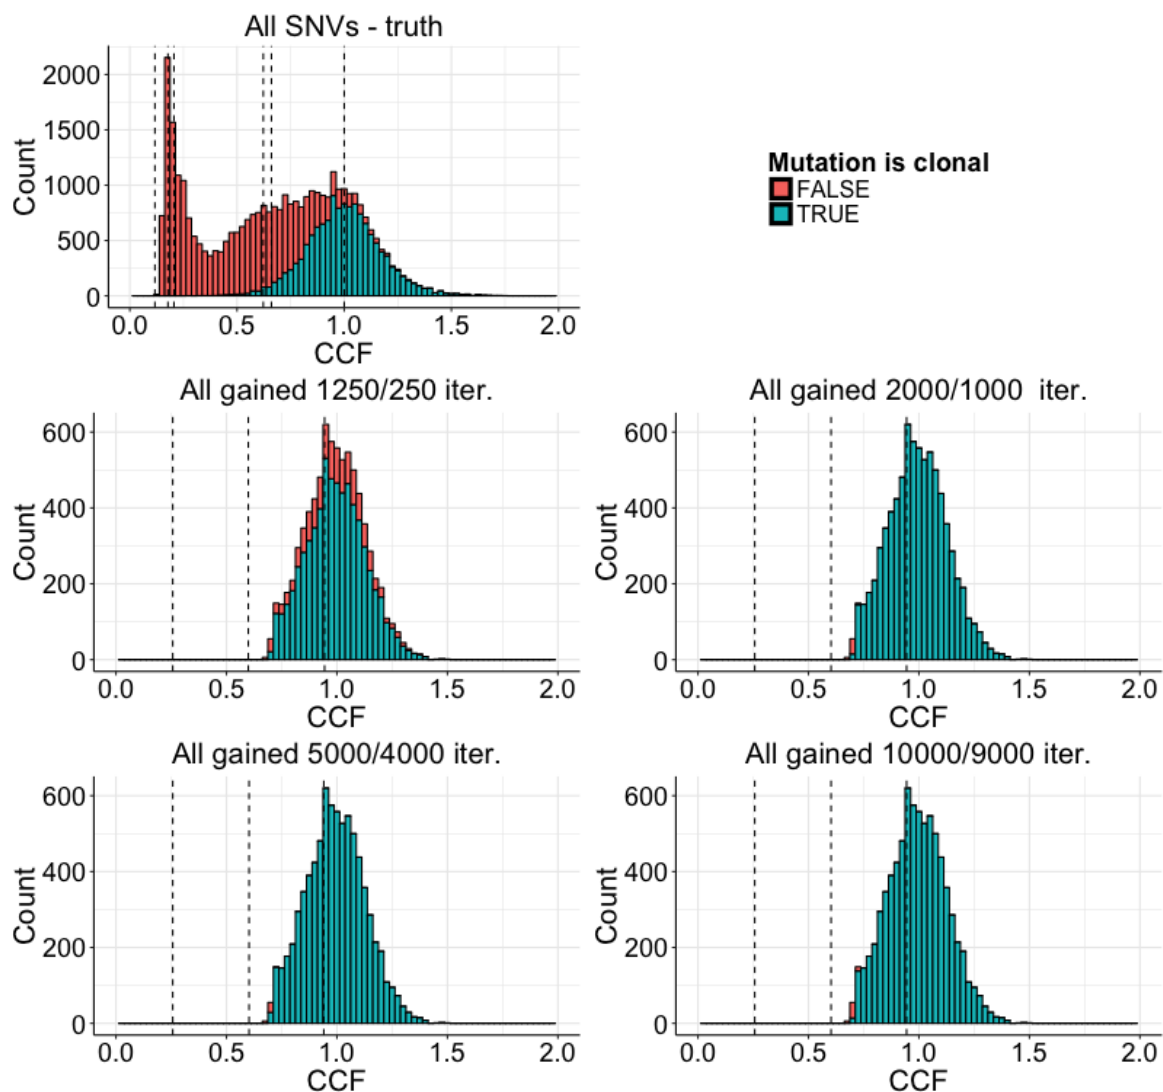 All SNVs - truth
Count
2000
1500
1000
500
0
0.0 0.5 1.0 1.5 2.0
CCF
Mutation is clonal
FALSE
TRUE
All gained 1250/250 iter.
Count
600
400
200
0
0.0 0.5 1.0 1.5 2.0
CCF
All gained 2000/1000 iter.
Count
600
400
200
0
0.0 0.5 1.0 1.5 2.0
CCF
All gained 5000/4000 iter.
Count
600
400
200
0
0.0 0.5 1.0 1.5 2.0
CCF
All gained 10000/9000 iter.
Count
600
400
200
0
0.0 0.5 1.0 1.5 2.0
CCF